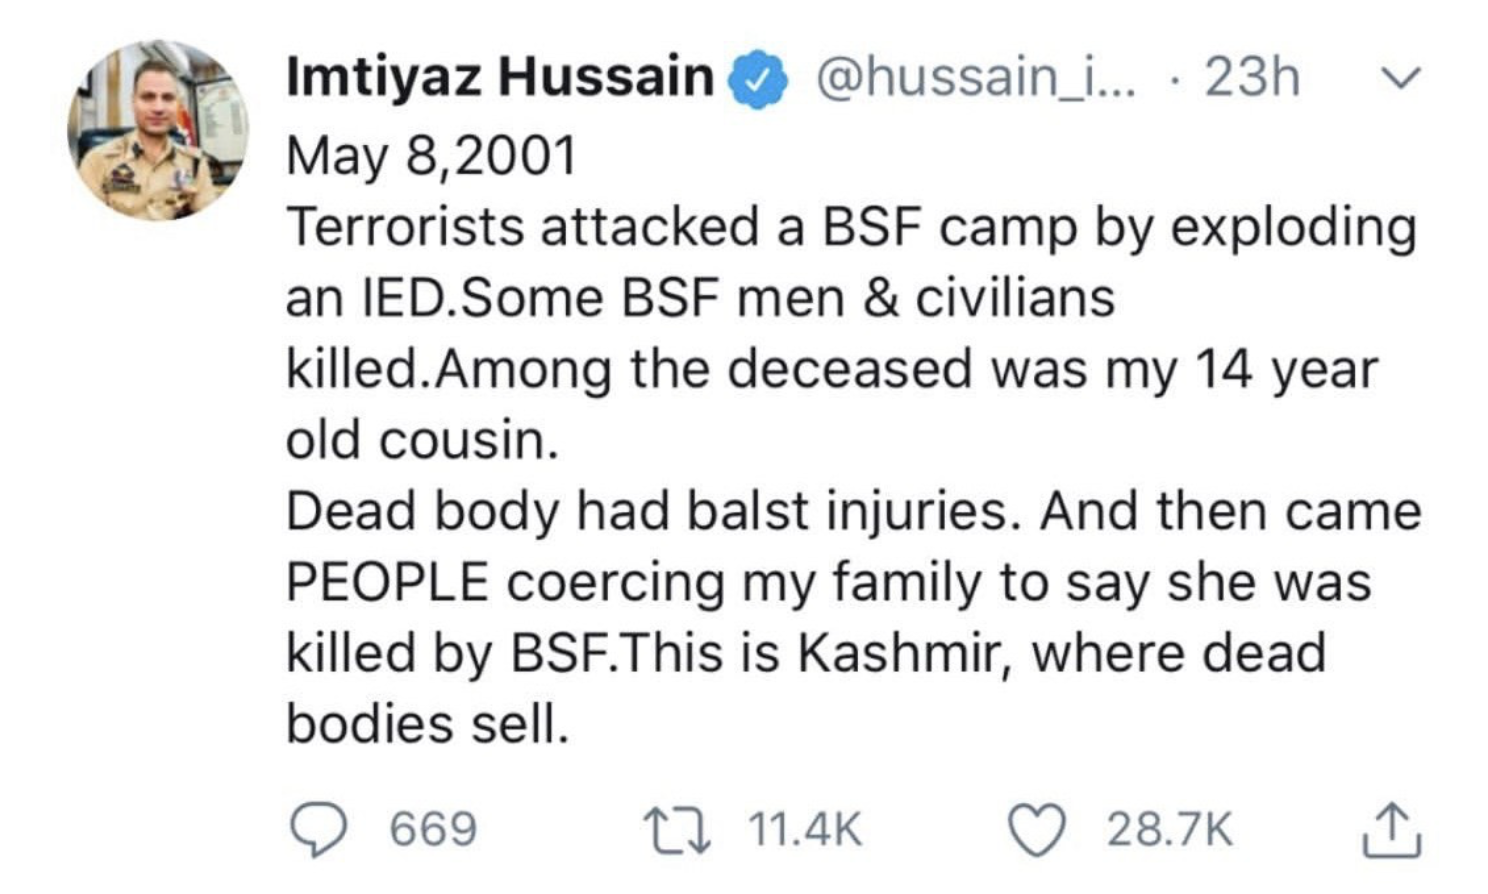 Imtiyaz Hussain @hussain_i... · 23h
May 8,2001
Terrorists attacked a BSF camp by exploding
an IED.Some BSF men & civilians
killed.Among the deceased was my 14 year
old cousin.
Dead body had balst injuries. And then came
PEOPLE coercing my family to say she was
killed by BSF.This is Kashmir, where dead
bodies sell.
669 11.4K 28.7K